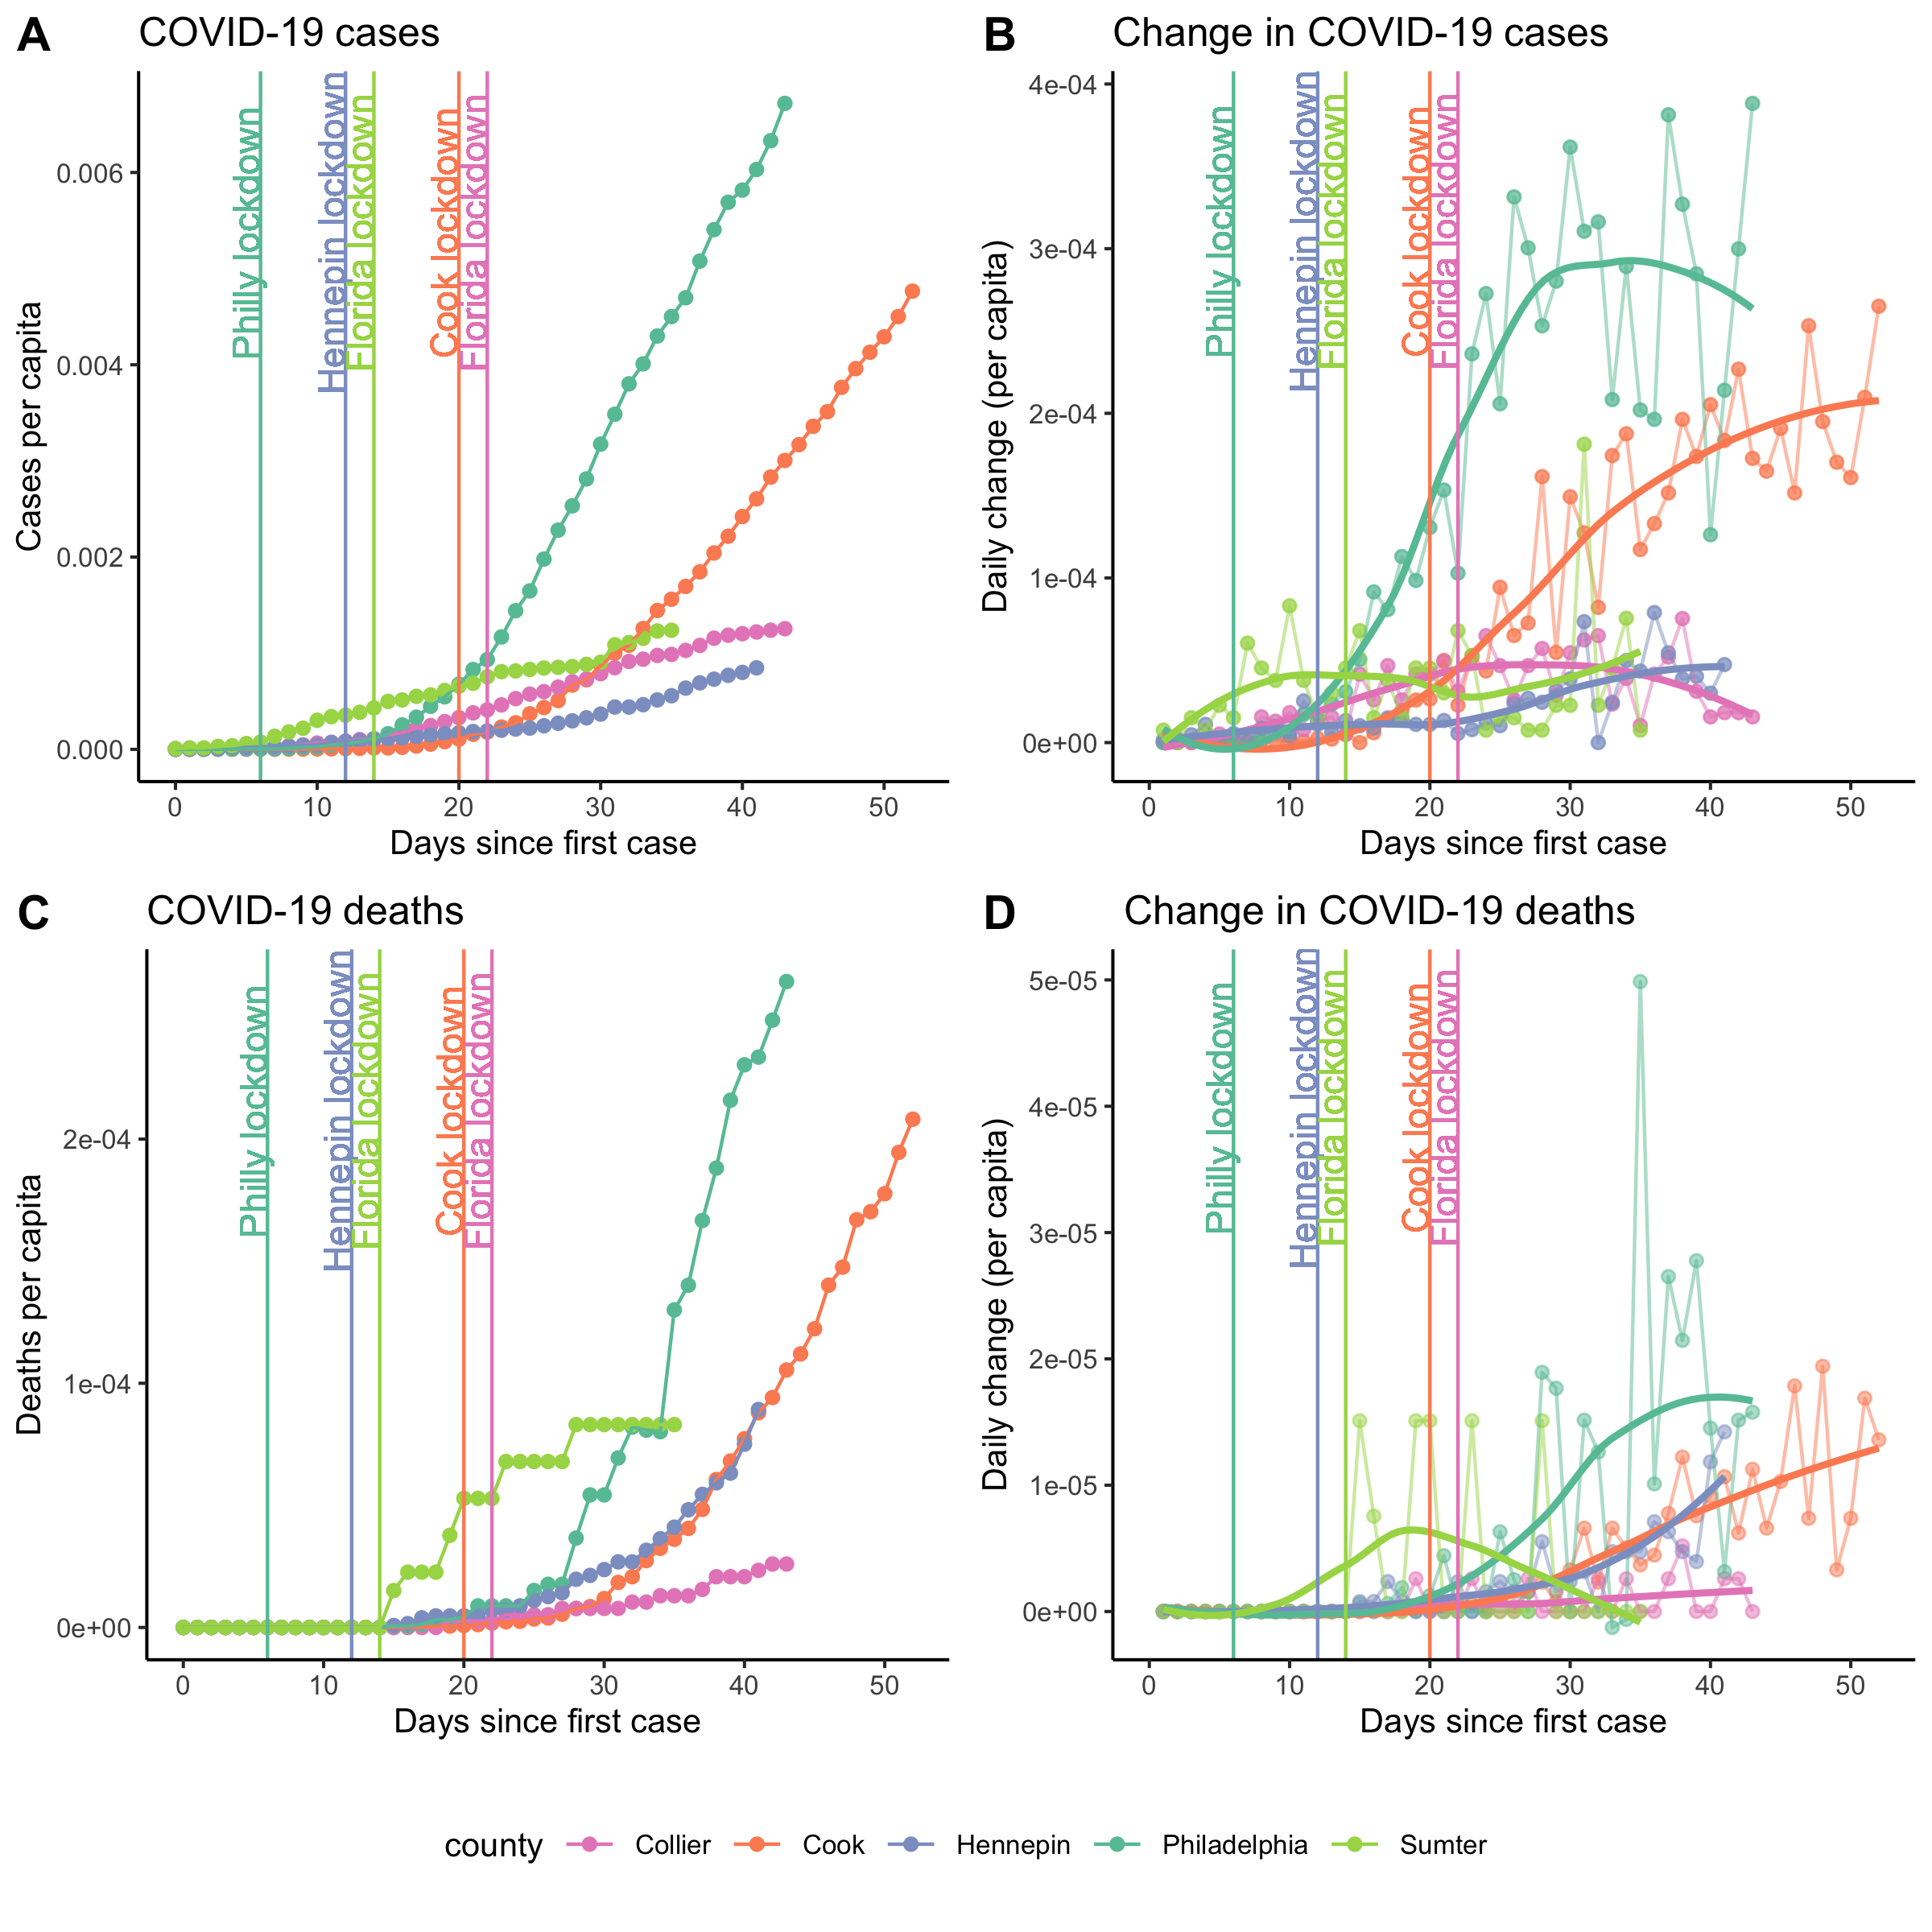 A COVID-19 cases
Cases per capita
0.006
0.004
0.002
0.000
Philly lockdown
Hennepin lockdown
Florida lockdown
Cook lockdown
Florida lockdown
0 10 20 30 40 50
Days since first case
B Change in COVID-19 cases
Daily change (per capita)
4e-04
3e-04
2e-04
1e-04
0e+00
Philly lockdown
Hennepin lockdown
Florida lockdown
Cook lockdown
Florida lockdown
0 10 20 30 40 50
Days since first case
C COVID-19 deaths
Deaths per capita
2e-04
1e-04
0e+00
Philly lockdown
Hennepin lockdown
Florida lockdown
Cook lockdown
Florida lockdown
0 10 20 30 40 50
Days since first case
D Change in COVID-19 deaths
Daily change (per capita)
5e-05
4e-05
3e-05
2e-05
1e-05
0e+00
Philly lockdown
Hennepin lockdown
Florida lockdown
Cook lockdown
Florida lockdown
0 10 20 30 40 50
Days since first case
county Collier Cook Hennepin Philadelphia Sumter